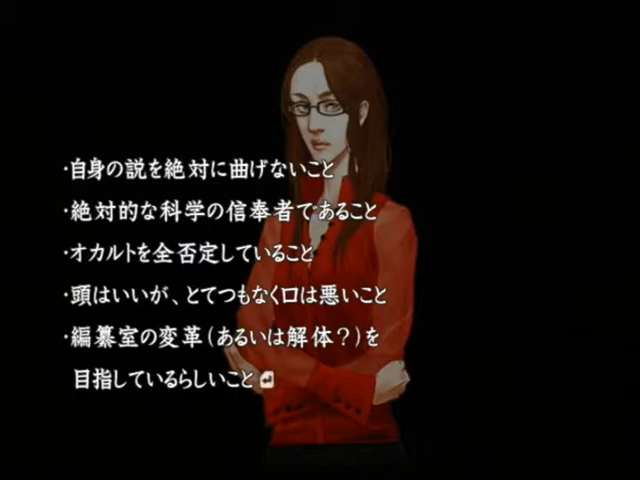 ・自身の説を絶対に曲げないこと
・絶対的な科学の信奉者であること
・オカルトを全否定していること
・頭はいいが、とてつもなく口は悪いこと
・編纂室の変革(あるいは解体?)を
目指しているらしいこと